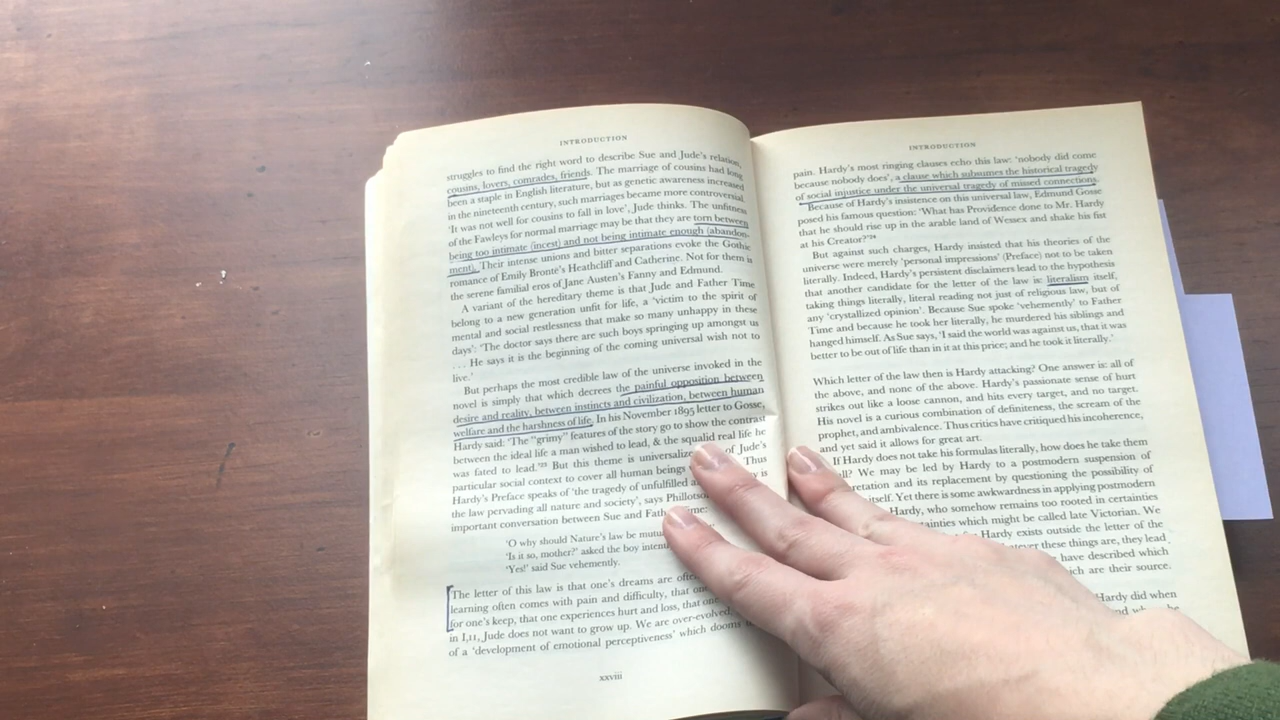 INTRODUCTION
struggles to find the right word to describe Sue and Jude's relation,
cousins, lovers, comrades, friends. The marriage of cousins had long
been a staple in English literature, but as genetic awareness increased
in the nineteenth century, such marriages became more controversial.
'It was not well for cousins to fall in love', Jude thinks. The unfitness
of the Fawleys for normal marriage may be that they are torn between
being too intimate (incest) and not being intimate enough (abandon-
ment). Their intense unions and bitter separations evoke the Gothic
romance of Emily Brontë's Heathcliff and Catherine. Not for them is
the serene familial eros of Jane Austen's Fanny and Edmund.
A variant of the hereditary theme is that Jude and Father Time
belong to a new generation unfit for life, a 'victim to the spirit of
mental and social restlessness that make so many unhappy in these
days': 'The doctor says there are such boys springing up amongst us
. . . He says it is the beginning of the coming universal wish not to
live.'
But perhaps the most credible law of the universe invoked in the
novel is simply that which decrees the painful opposition between
desire and reality, between instincts and civilization, between human
welfare and the harshness of life. In his November 1895 letter to Gosse,
Hardy said: 'The "grimy" features of the story go to show the contrast
between the ideal life a man wished to lead, & the squalid real life he
was fated to lead.'²³ But this theme is universalize of Jude's
particular social context to cover all human beings Thus
Hardy's Preface speaks of 'the tragedy of unfulfilled is
the law pervading all nature and society', says Phillotso
important conversation between Sue and Fath ime:
'O why should Nature's law be mutu
'Is it so, mother?' asked the boy inten
'Yes!' said Sue vehemently.
The letter of this law is that one's dreams are ofte
learning often comes with pain and difficulty, that one
for one's keep, that one experiences hurt and loss, that one
in I,11, Jude does not want to grow up. We are over-evolved,
of a 'development of emotional perceptiveness' which dooms
xxviii
INTRODUCTION
pain. Hardy's most ringing clauses echo this law: 'nobody did come
because nobody does', a clause which subsumes the historical tragedy
of social injustice under the universal tragedy of missed connections.
Because of Hardy's insistence on this universal law, Edmund Gosse
posed his famous question: 'What has Providence done to Mr. Hardy
that he should rise up in the arable land of Wessex and shake his fist
at his Creator?'²⁴
But against such charges, Hardy insisted that his theories of the
universe were merely 'personal impressions' (Preface) not to be taken
literally. Indeed, Hardy's persistent disclaimers lead to the hypothesis
that another candidate for the letter of the law is: literalism itself,
taking things literally, literal reading not just of religious law, but of
any 'crystallized opinion'. Because Sue spoke 'vehemently' to Father
Time and because he took her literally, he murdered his siblings and
hanged himself. As Sue says, 'I said the world was against us, that it was
better to be out of life than in it at this price; and he took it literally.'
Which letter of the law then is Hardy attacking? One answer is: all of
the above, and none of the above. Hardy's passionate sense of hurt
strikes out like a loose cannon, and hits every target, and no target.
His novel is a curious combination of definiteness, the scream of the
prophet, and ambivalence. Thus critics have critiqued his incoherence,
and yet said it allows for great art.
If Hardy does not take his formulas literally, how does he take them
all? We may be led by Hardy to a postmodern suspension of
retation and its replacement by questioning the possibility of
itself. Yet there is some awkwardness in applying postmodern
Hardy, who somehow remains too rooted in certainties
tainties which might be called late Victorian. We
Hardy exists outside the letter of the
atever these things are, they lead
have described which
ich are their source.
Hardy did when